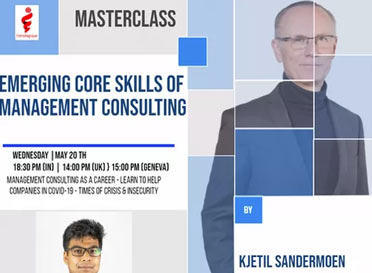 MASTERCLASS
EMERGING CORE SKILLS OF
MANAGEMENT CONSULTING
WEDNESDAY | MAY 20 TH
18:30 PM (IN) | 14:00 PM (UK) } 15:00 PM (GENEVA)
MANAGEMENT CONSULTING AS A CAREER - LEARN TO HELP
COMPANIES IN COVID-19 - TIMES OF CRISIS & INSECURITY
BY
KJETIL SANDERMOEN